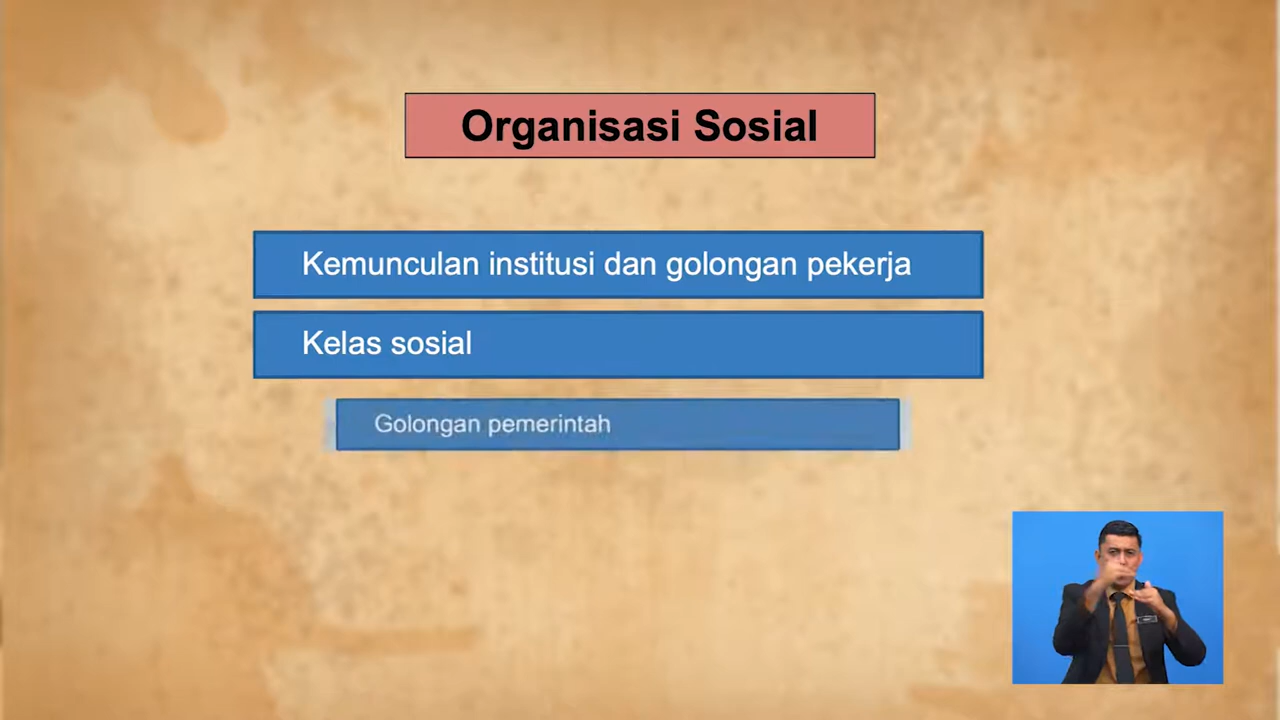 Organisasi Sosial
Kemunculan institusi dan golongan pekerja
Kelas sosial
Golongan pemerintah